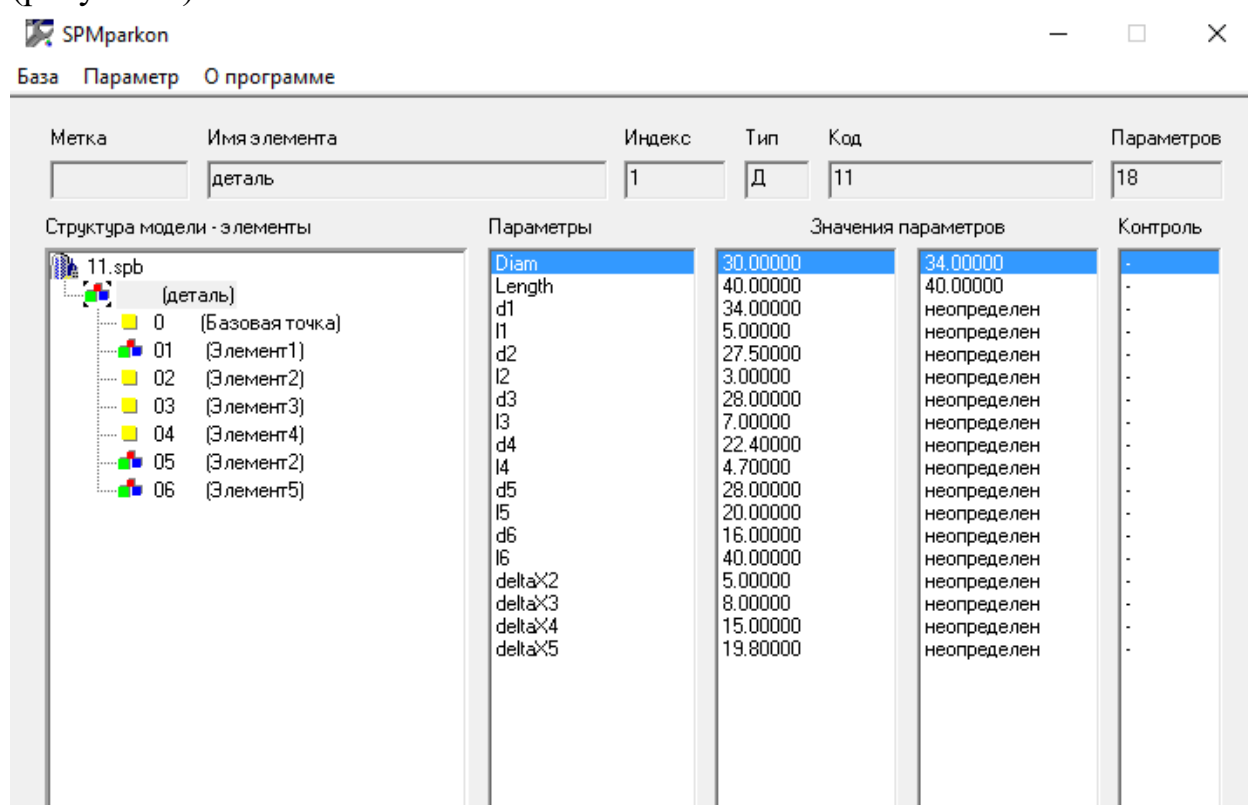 SPMparkon
База Параметр О программе
Метка Имя элемента Индекс Тип Код Параметров
деталь 1 Д 11 18
Структура модели - элементы Параметры Значения параметров Контроль
11.spb
(деталь)
0 (Базовая точка)
01 (Элемент1)
02 (Элемент2)
03 (Элемент3)
04 (Элемент4)
05 (Элемент2)
06 (Элемент5)
Diam 30.00000 34.00000 -
Length 40.00000 40.00000 -
d1 34.00000 неопределен -
l1 5.00000 неопределен -
d2 27.50000 неопределен -
l2 3.00000 неопределен -
d3 28.00000 неопределен -
l3 7.00000 неопределен -
d4 22.40000 неопределен -
l4 4.70000 неопределен -
d5 28.00000 неопределен -
l5 20.00000 неопределен -
d6 16.00000 неопределен -
l6 40.00000 неопределен -
deltaX2 5.00000 неопределен -
deltaX3 8.00000 неопределен -
deltaX4 15.00000 неопределен -
deltaX5 19.80000 неопределен -